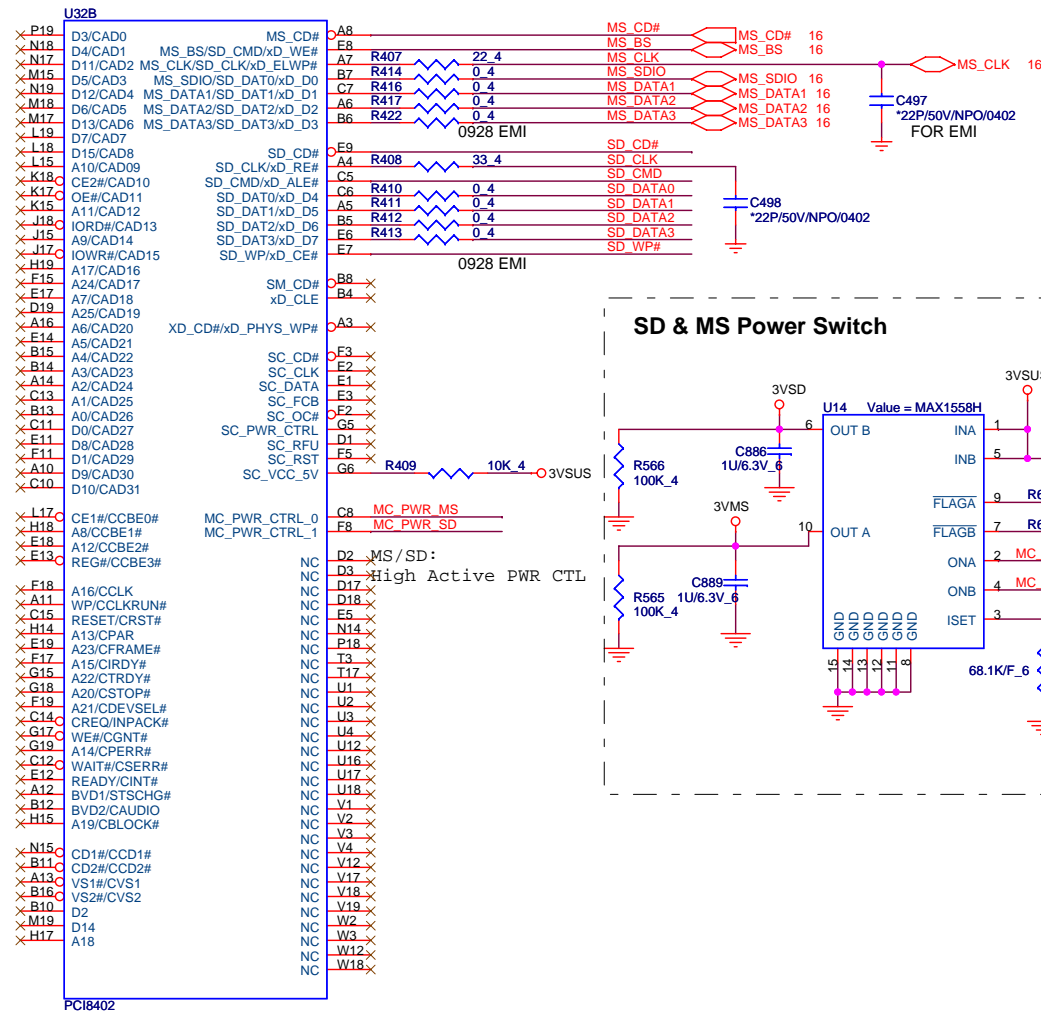 U32B
P19 D3/CAD0 MS_CD# A8 MS_CD# MS_CD# 16
N18 D4/CAD1 MS_BS/SD_CMD/xD_WE# E8 MS_BS MS_BS 16
N17 D11/CAD2 MS_CLK/SD_CLK/xD_ELWP# A7 R407 22_4 MS_CLK MS_CLK 16
M15 D5/CAD3 MS_SDIO/SD_DAT0/xD_D0 B7 R414 0_4 MS_SDIO MS_SDIO 16
N19 D12/CAD4 MS_DATA1/SD_DAT1/xD_D1 C7 R416 0_4 MS_DATA1 MS_DATA1 16
M18 D6/CAD5 MS_DATA2/SD_DAT2/xD_D2 A6 R417 0_4 MS_DATA2 MS_DATA2 16
M17 D13/CAD6 MS_DATA3/SD_DAT3/xD_D3 B6 R422 0_4 MS_DATA3 MS_DATA3 16
C497
*22P/50V/NPO/0402
FOR EMI
L19 D7/CAD7 0928 EMI
L18 D15/CAD8 SD_CD# E9 SD_CD#
L15 A10/CAD09 SD_CLK/xD_RE# A4 R408 33_4 SD_CLK
K18 CE2#/CAD10 SD_CMD/xD_ALE# C5 SD_CMD
K17 OE#/CAD11 SD_DAT0/xD_D4 C6 R410 0_4 SD_DATA0
K15 A11/CAD12 SD_DAT1/xD_D5 A5 R411 0_4 SD_DATA1
J18 IORD#/CAD13 SD_DAT2/xD_D6 B5 R412 0_4 SD_DATA2
J15 A9/CAD14 SD_DAT3/xD_D7 E6 R413 0_4 SD_DATA3
J17 IOWR#/CAD15 SD_WP/xD_CE# E7 SD_WP#
C498
*22P/50V/NPO/0402
H19 A17/CAD16 0928 EMI
F15 A24/CAD17 SM_CD# B8
E17 A7/CAD18 xD_CLE B4
D19 A25/CAD19
A16 A6/CAD20 XD_CD#/xD_PHYS_WP# A3
E14 A5/CAD21
B15 A4/CAD22 SC_CD# F3
B14 A3/CAD23 SC_CLK E2
A14 A2/CAD24 SC_DATA E1
C13 A1/CAD25 SC_FCB E3
B13 A0/CAD26 SC_OC# F2
C11 D0/CAD27 SC_PWR_CTRL G5
E11 D8/CAD28 SC_RFU D1
F11 D1/CAD29 SC_RST F5
A10 D9/CAD30 SC_VCC_5V G6 R409 10K_4 3VSUS
C10 D10/CAD31
L17 CE1#/CCBE0# MC_PWR_CTRL_0 C8 MC_PWR_MS
H18 A8/CCBE1# MC_PWR_CTRL_1 F8 MC_PWR_SD
E18 A12/CCBE2#
E13 REG#/CCBE3# NC D2 MS/SD:
NC D3 High Active PWR CTL
F18 A16/CCLK NC D17
A11 WP/CCLKRUN# NC D18
C15 RESET/CRST# NC E5
H14 A13/CPAR NC N14
E19 A23/CFRAME# NC P18
F17 A15/CIRDY# NC T3
G15 A22/CTRDY# NC T17
G18 A20/CSTOP# NC U1
F19 A21/CDEVSEL# NC U2
C14 CREQ/INPACK# NC U3
G17 WE#/CGNT# NC U4
G19 A14/CPERR# NC U12
C12 WAIT#/CSERR# NC U16
E12 READY/CINT# NC U17
A12 BVD1/STSCHG# NC U18
B12 BVD2/CAUDIO NC V1
H15 A19/CBLOCK# NC V2
NC V3
N15 CD1#/CCD1# NC V4
B11 CD2#/CCD2# NC V12
A13 VS1#/CVS1 NC V17
B16 VS2#/CVS2 NC V18
B10 D2 NC V19
M19 D14 NC W2
H17 A18 NC W3
NC W12
NC W18
PCI8402
SD & MS Power Switch
3VSD
U14 Value = MAX1558H
6 OUT B INA 1
INB 5
C886
1U/6.3V_6
R566
100K_4
3VMS
10 OUT A
FLAGA 9
FLAGB 7
ONA 2
ONB 4
ISET 3
C889
1U/6.3V_6
R565
100K_4
GND GND GND GND GND GND
15 14 13 12 11 8
68.1K/F_6